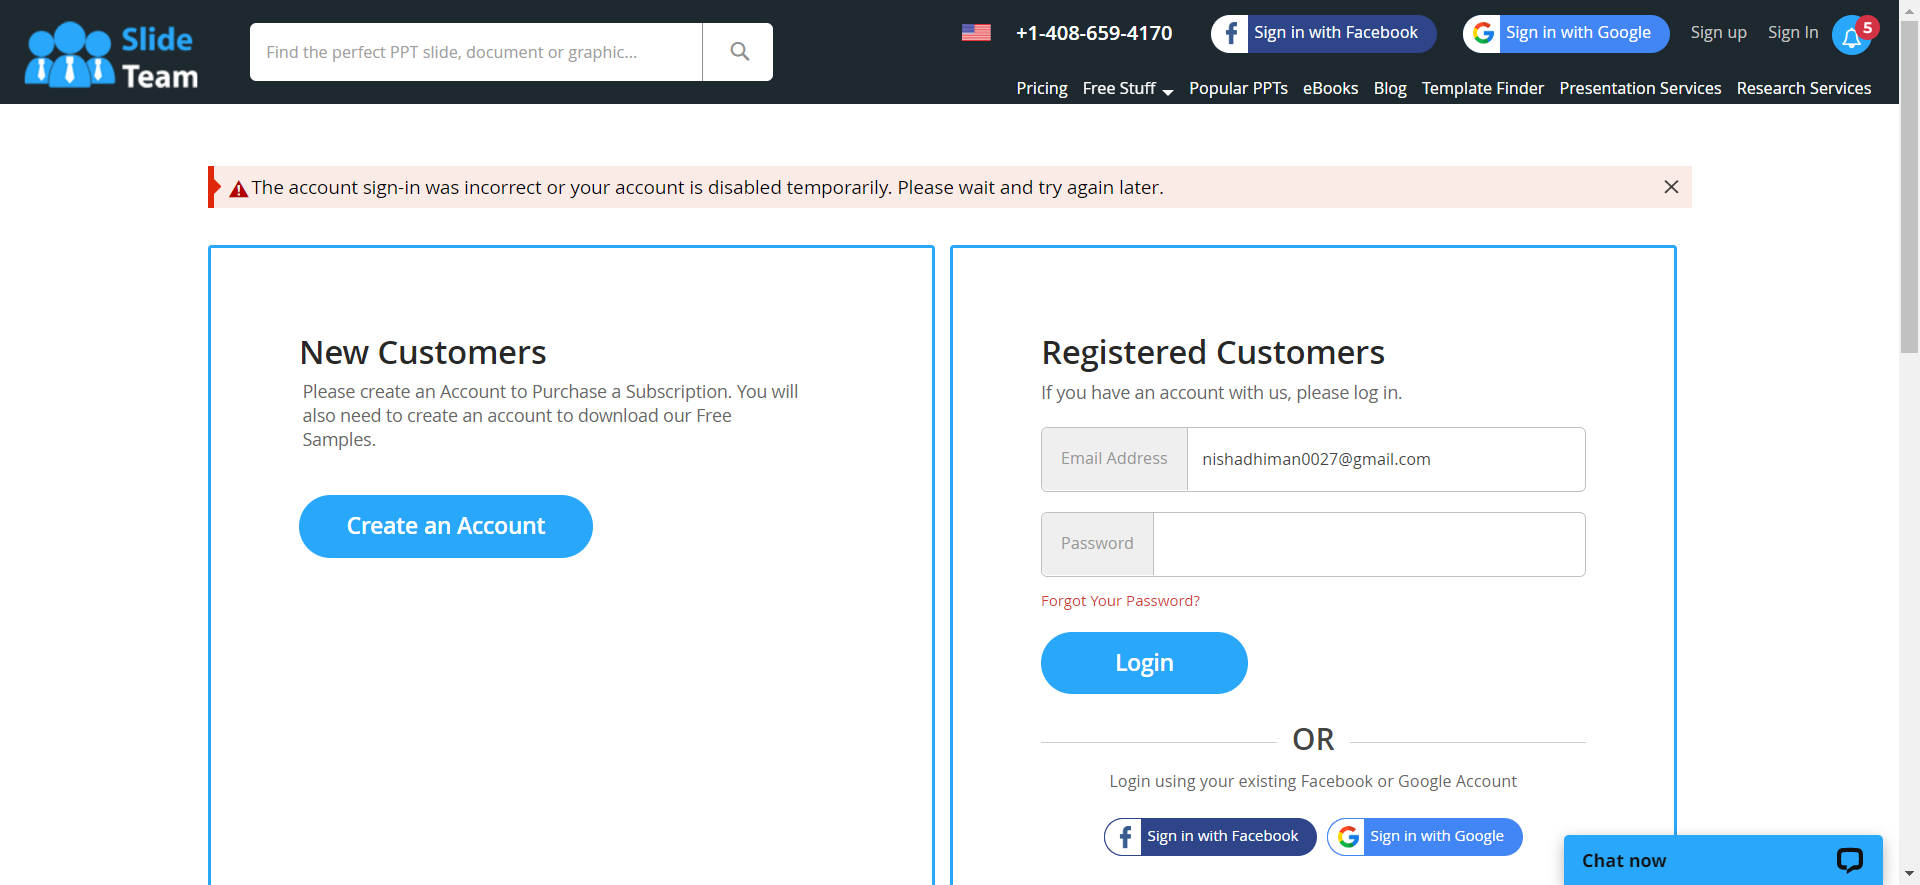 Slide
Team
Find the perfect PPT slide, document or graphic...
+1-408-659-4170
Sign in with Facebook
Sign in with Google
Sign up
Sign In
5
Pricing
Free Stuff
Popular PPTs
eBooks
Blog
Template Finder
Presentation Services
Research Services
The account sign-in was incorrect or your account is disabled temporarily. Please wait and try again later.
New Customers
Please create an Account to Purchase a Subscription. You will
also need to create an account to download our Free
Samples.
Create an Account
Registered Customers
If you have an account with us, please log in.
Email Address
nishadhiman0027@gmail.com
Password
Forgot Your Password?
Login
OR
Login using your existing Facebook or Google Account
Sign in with Facebook
Sign in with Google
Chat now